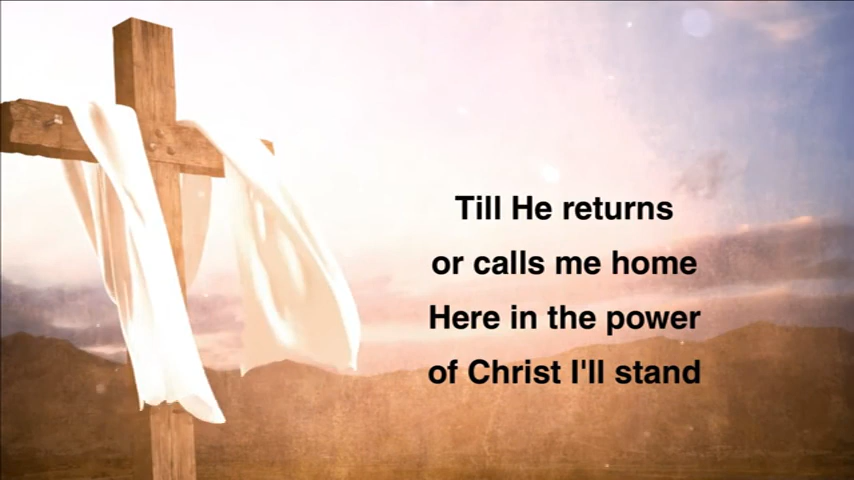 Till He returns
or calls me home
Here in the power
of Christ I'll stand